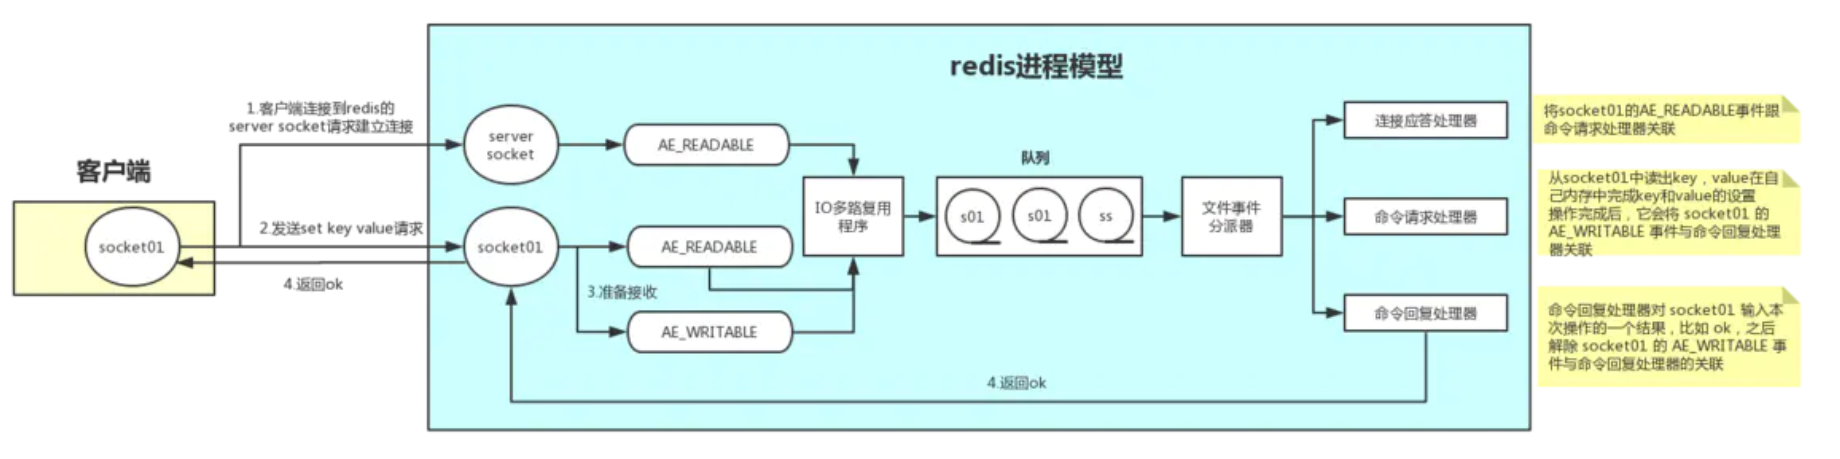 redis进程模型
1.客户端连接到redis的
server socket请求建立连接
客户端
socket01
2.发送set key value请求
4.返回ok
server
socket
AE_READABLE
socket01
AE_READABLE
3.准备接收
AE_WRITABLE
IO多路复用
程序
队列
s01
s01
ss
文件事件
分派器
连接应答处理器
命令请求处理器
命令回复处理器
4.返回ok
将socket01的AE_READABLE事件跟
命令请求处理器关联
从socket01中读出key，value在自
己内存中完成key和value的设置
操作完成后，它会将 socket01 的
AE_WRITABLE 事件与命令回复处理
器关联
命令回复处理器对 socket01 输入本
次操作的一个结果，比如 ok，之后
解除 socket01 的 AE_WRITABLE 事
件与命令回复处理器的关联